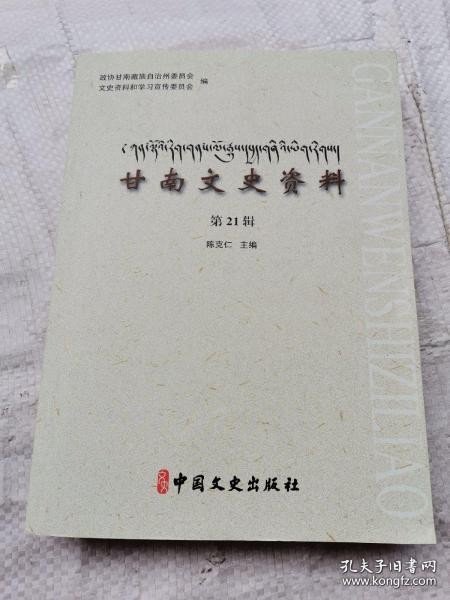 政协甘南藏族自治州委员会
文史资料和学习宣传委员会 编
甘南文史资料
第21辑
陈克仁 主编
GANNANWENSHIZILIAO
文史 中国文史出版社
孔夫子旧书网
www.kongfz.com